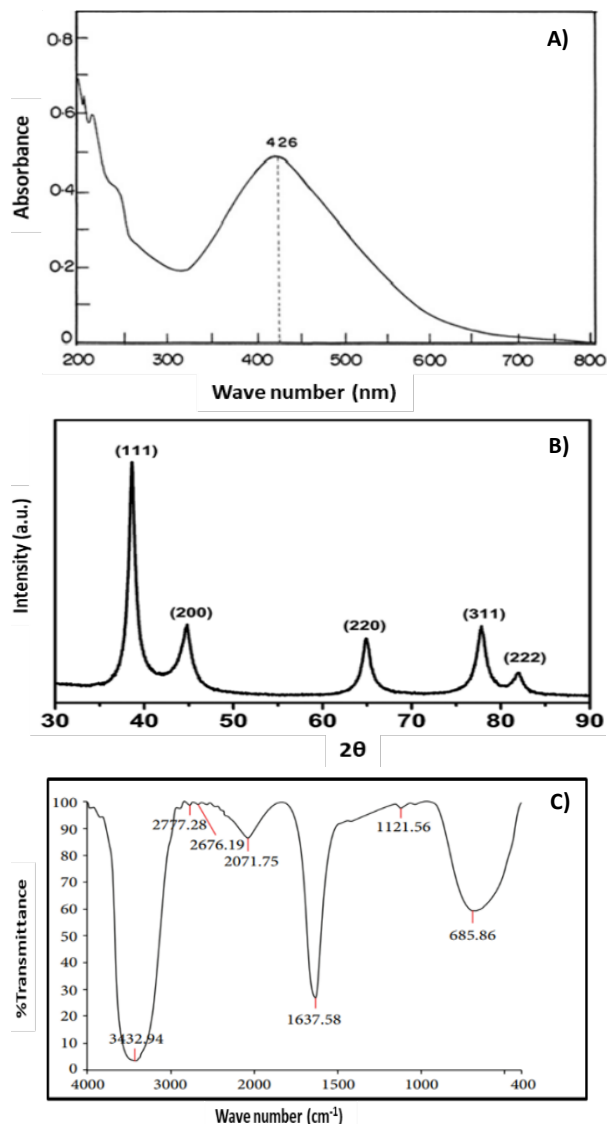 A)
Absorbance
0.8
0.6
0.4
0.2
0
426
200 300 400 500 600 700 800
Wave number (nm)
B)
Intensity (a.u.)
(111)
(200)
(220)
(311)
(222)
30 40 50 60 70 80 90
2θ
C)
%Transmittance
100
90
80
70
60
50
40
30
20
10
0
2777.28
2676.19
2071.75
1121.56
685.86
1637.58
3432.94
4000 3000 2000 1500 1000 400
Wave number (cm⁻¹)